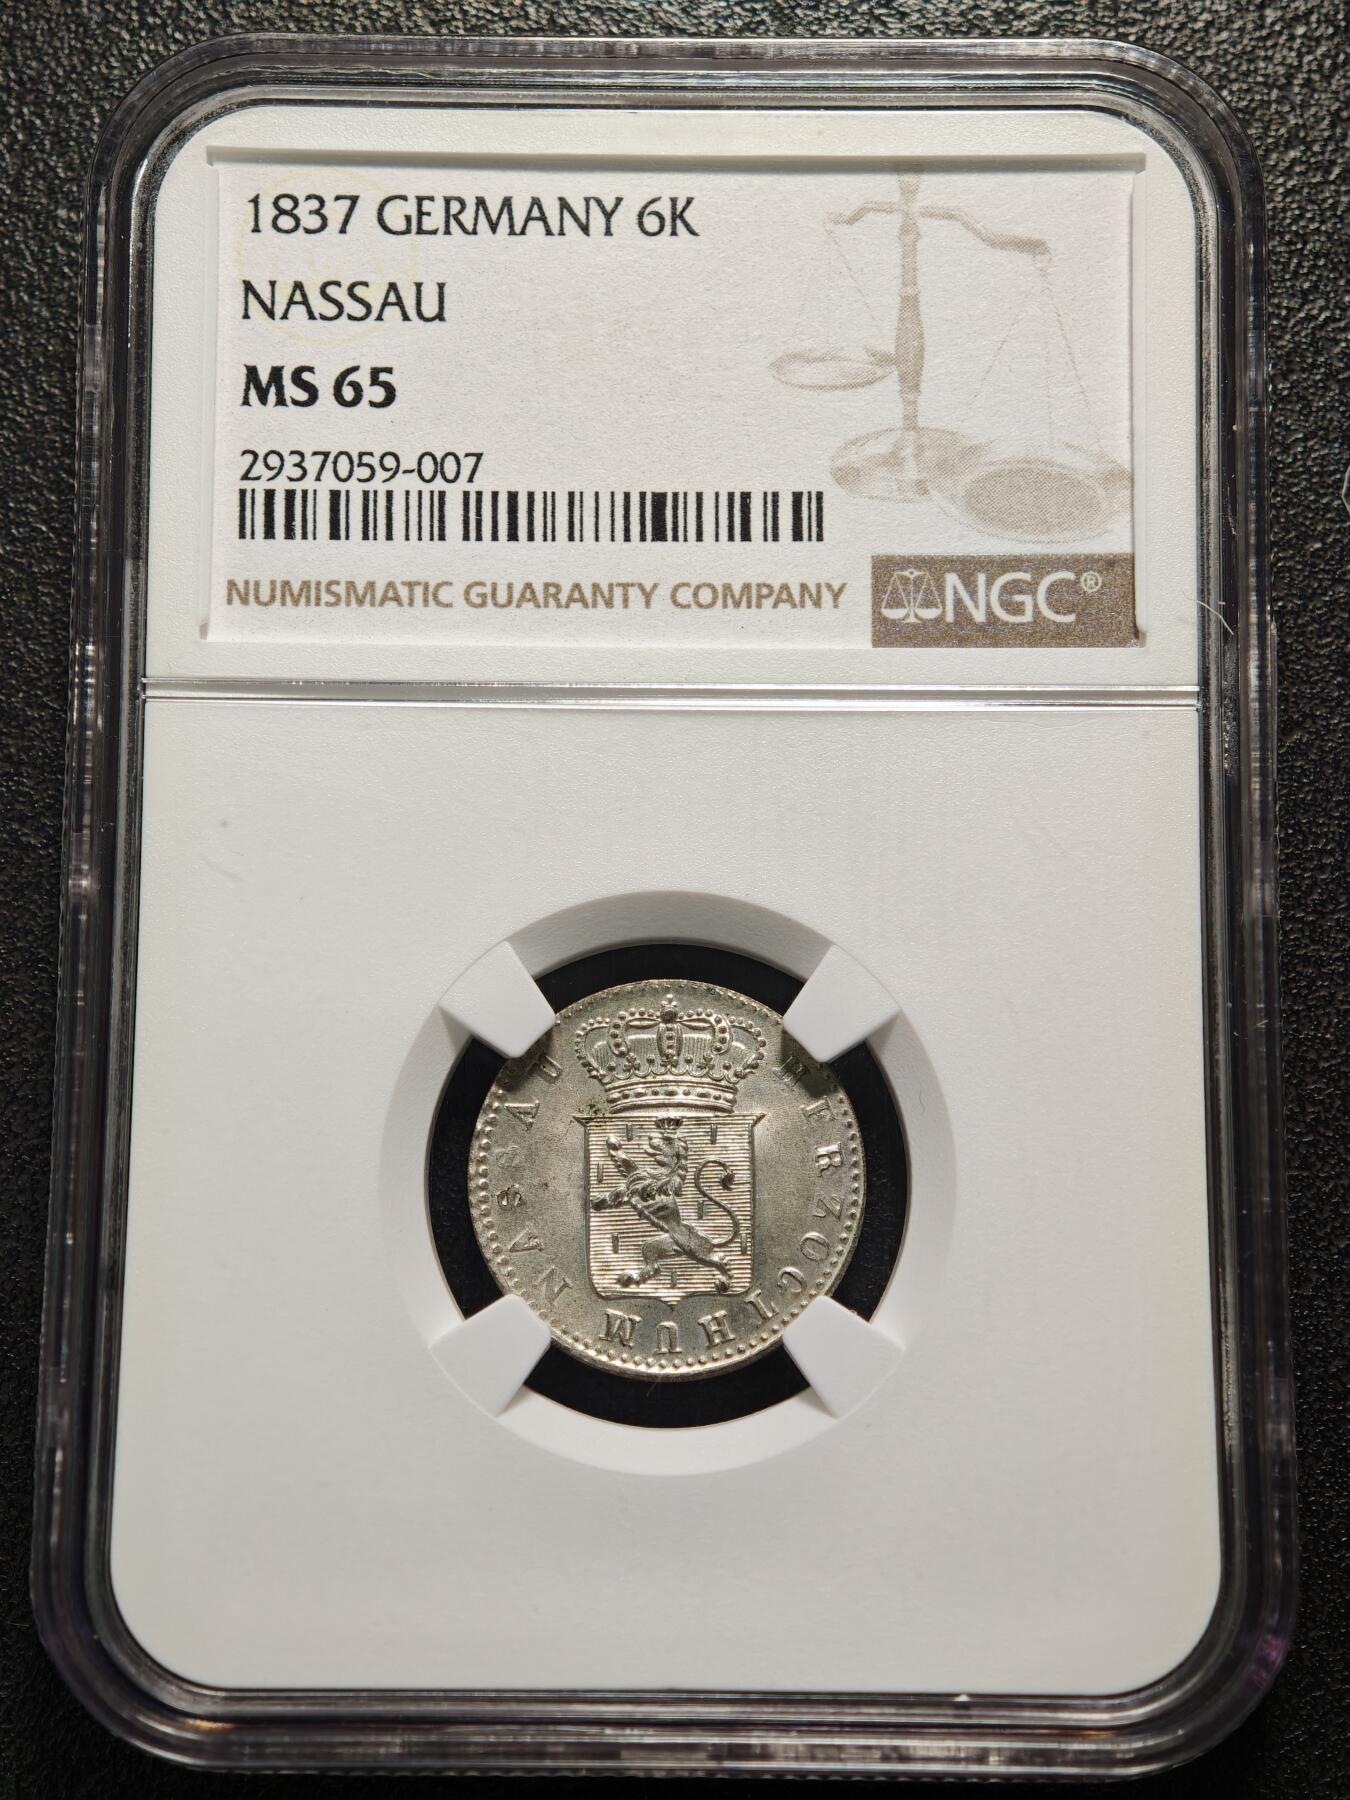 1837 GERMANY 6K
NASSAU
MS 65
2937059-007
NUMISMATIC GUARANTY COMPANY
NGC®
HERZOGTHUM NASSAU